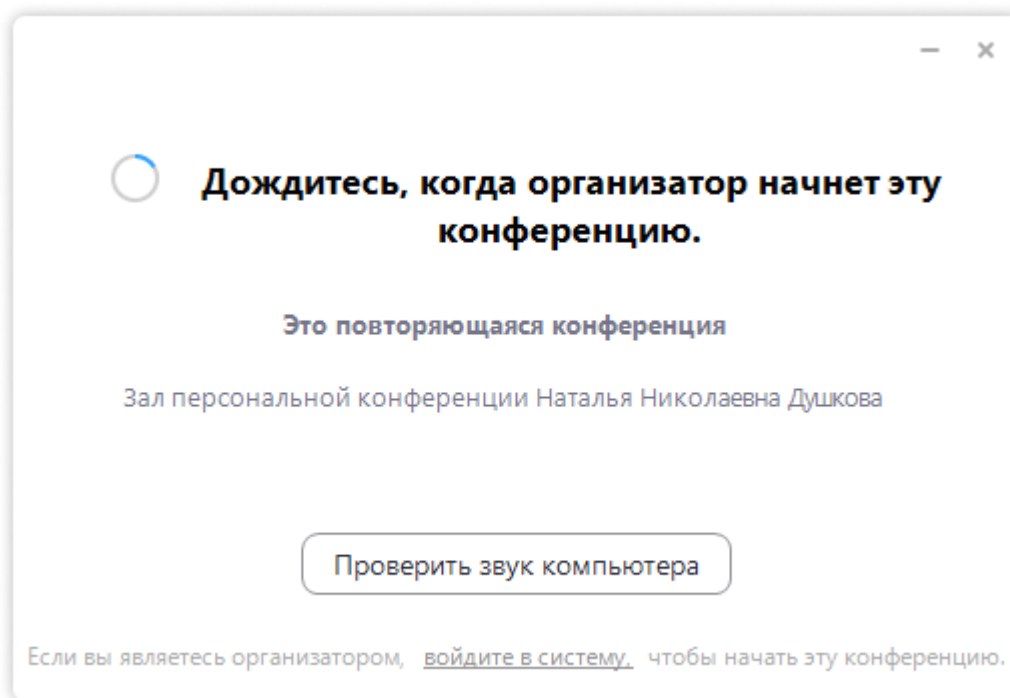 Дождитесь, когда организатор начнет эту
конференцию.
Это повторяющаяся конференция
Зал персональной конференции Наталья Николаевна Душкова
Проверить звук компьютера
Если вы являетесь организатором, войдите в систему, чтобы начать эту конференцию.